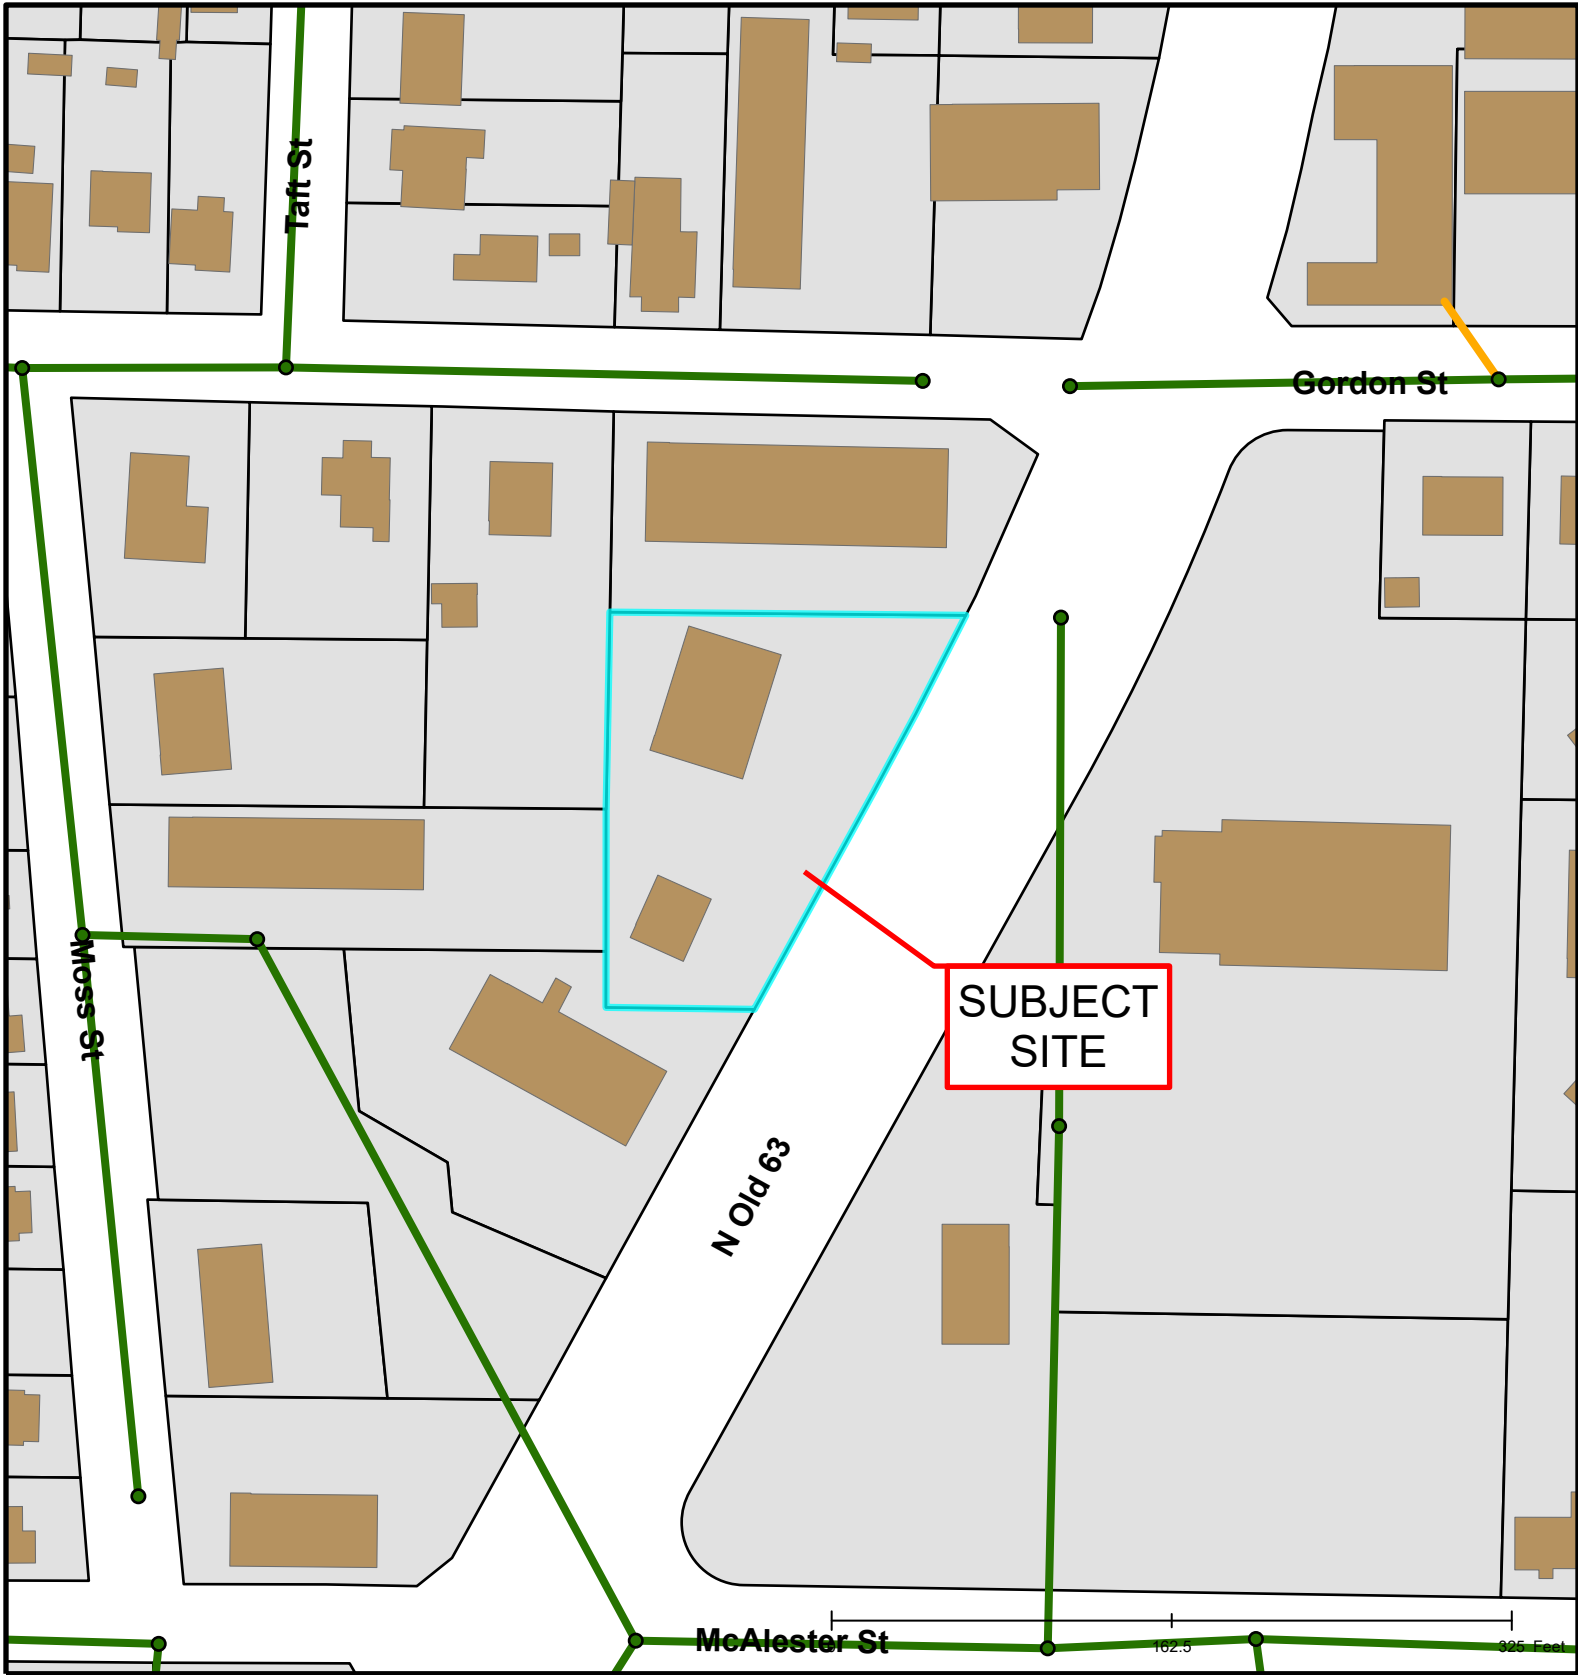 Taft St
Gordon St
Moss St
SUBJECT
SITE
N Old 63
McAlester St
162.5
325 Feet